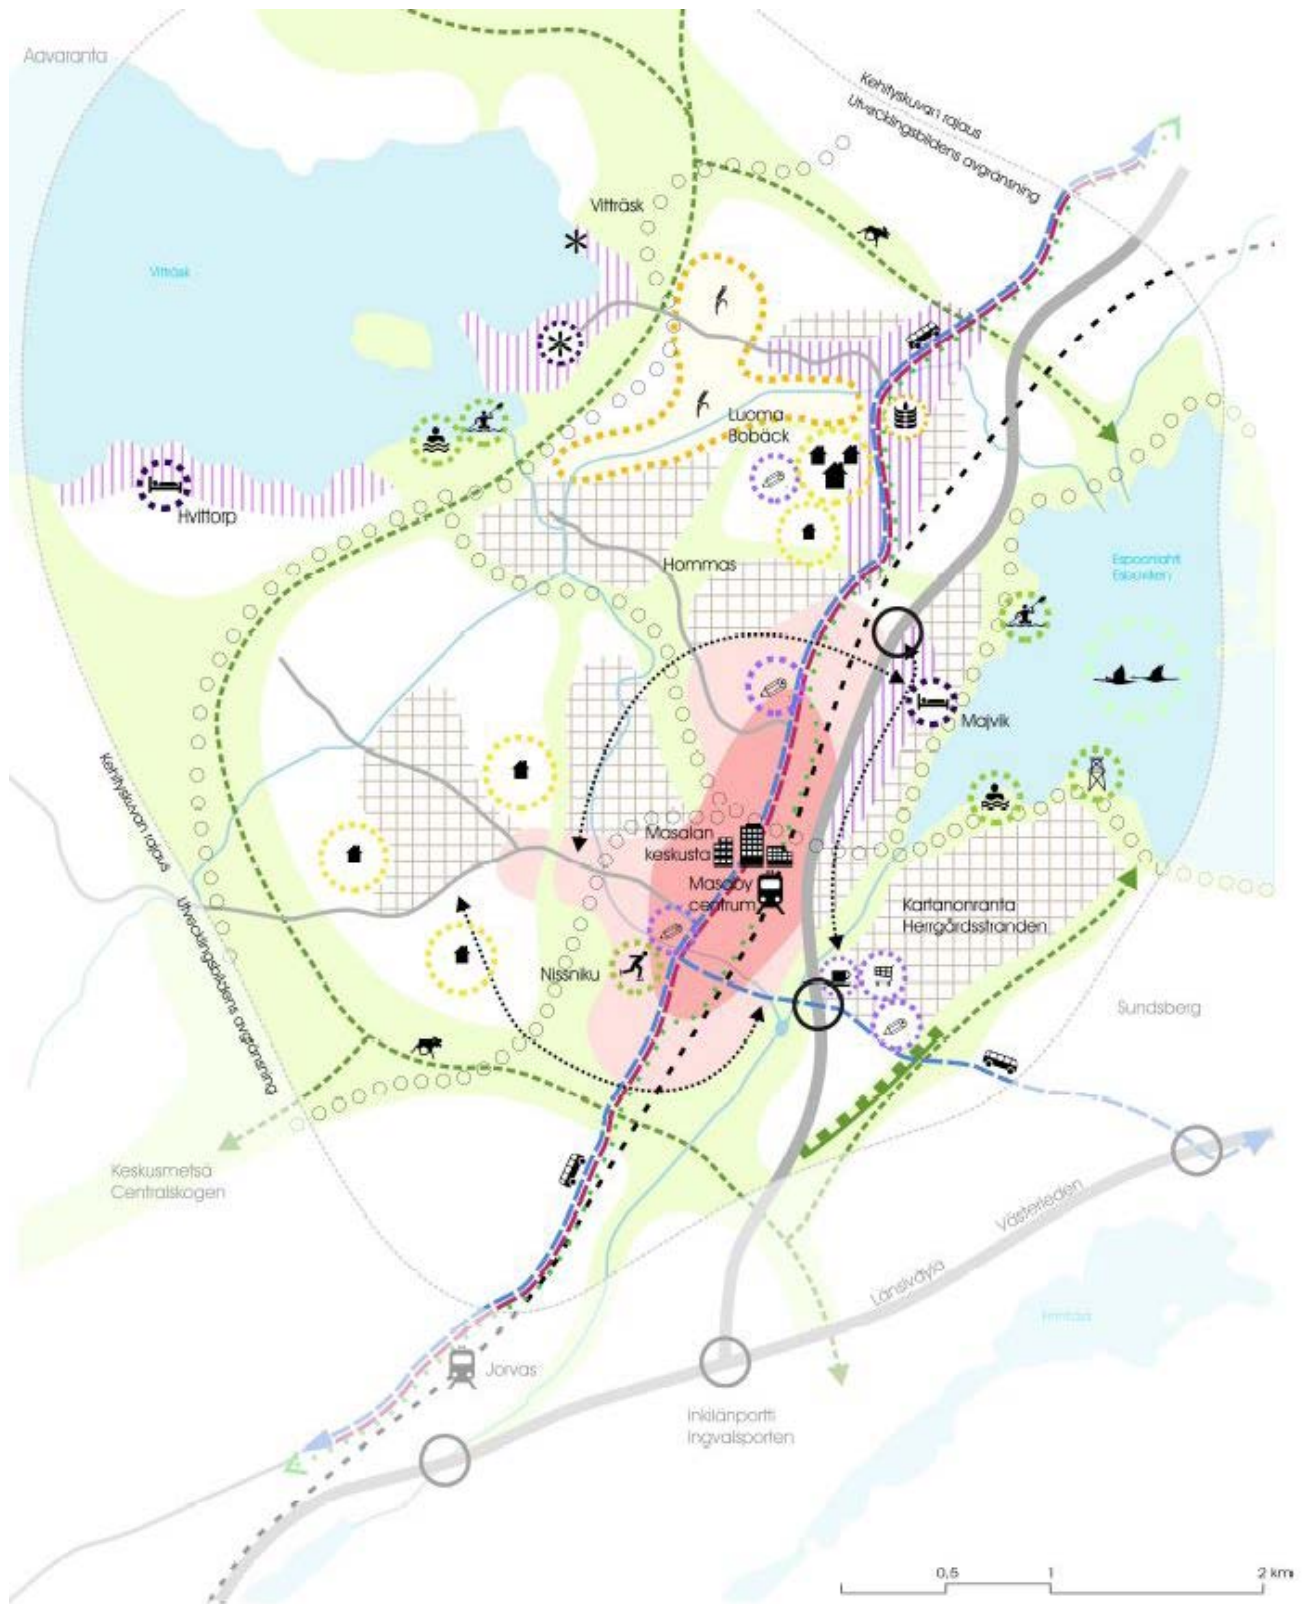 Aavaranta
Kehityskuvan rajaus
Utvecklingsbildens avgränsning
Vitträsk
Vitträsk
Luoma
Bobäck
Hvittorp
Hommas
Espoonlahti
Esboviken
Majvik
Kehityskuvan rajaus
Utvecklingsbildens avgränsning
Masalan
keskusta
Masaby
centrum
Kartanonranta
Herrgårdsstranden
Nissniku
Sundsberg
Keskusmetsä
Centralskogen
Länsiväylä
Västerleden
Jorvas
Inkilänportti
Ingvalsporten
0,5
1
2 km